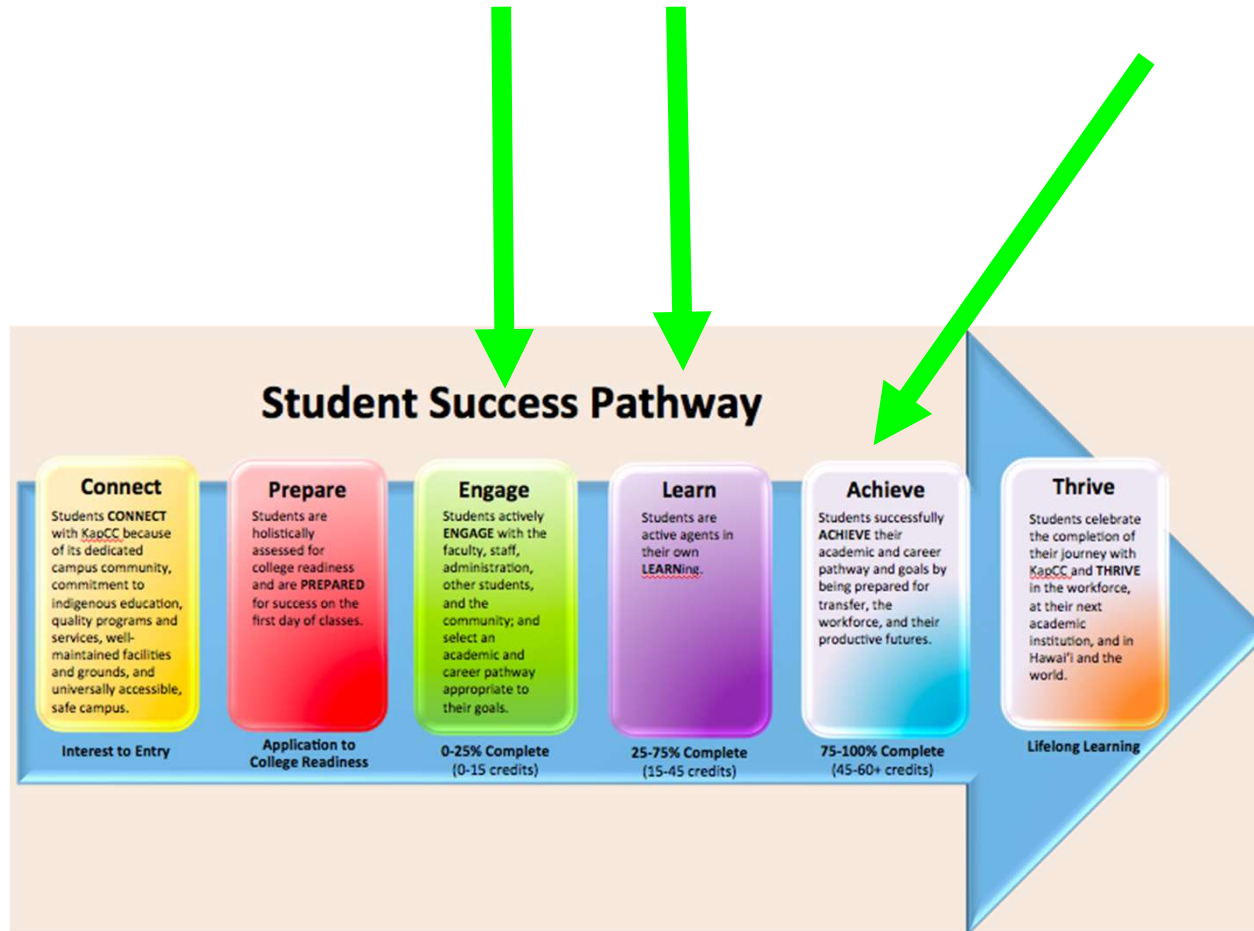 Student Success Pathway
Connect
Students CONNECT
with KapCC because
of its dedicated
campus community,
commitment to
indigenous education,
quality programs and
services, well-
maintained facilities
and grounds, and
universally accessible,
safe campus.
Interest to Entry
Prepare
Students are
holistically
assessed for
college readiness
and are PREPARED
for success on the
first day of classes.
Application to
College Readiness
Engage
Students actively
ENGAGE with the
faculty, staff,
administration,
other students,
and the
community; and
select an
academic and
career pathway
appropriate to
their goals.
0-25% Complete
(0-15 credits)
Learn
Students are
active agents in
their own
LEARNing.
25-75% Complete
(15-45 credits)
Achieve
Students successfully
ACHIEVE their
academic and career
pathway and goals by
being prepared for
transfer, the
workforce, and their
productive futures.
75-100% Complete
(45-60+ credits)
Thrive
Students celebrate
the completion of
their journey with
KapCC and THRIVE
in the workforce,
at their next
academic
institution, and in
Hawai'i and the
world.
Lifelong Learning